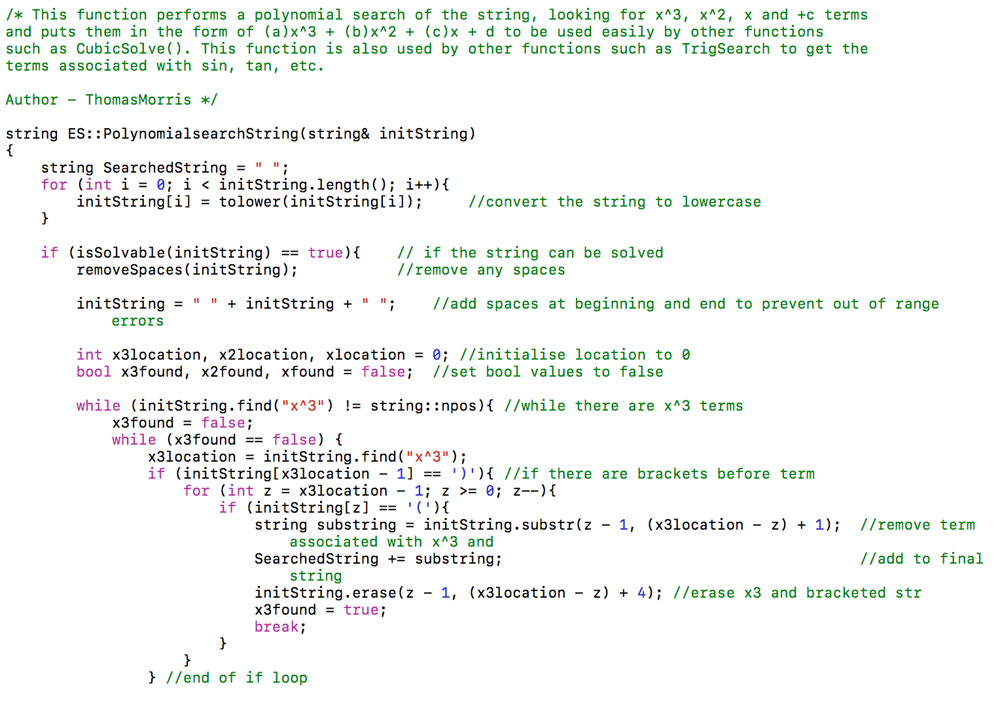 /* This function performs a polynomial search of the string, looking for x^3, x^2, x and +c terms
and puts them in the form of (a)x^3 + (b)x^2 + (c)x + d to be used easily by other functions
such as CubicSolve(). This function is also used by other functions such as TrigSearch to get the
terms associated with sin, tan, etc.

Author – ThomasMorris */

string ES::PolynomialsearchString(string& initString)
{
    string SearchedString = " ";
    for (int i = 0; i < initString.length(); i++){
        initString[i] = tolower(initString[i]);     //convert the string to lowercase
    }

    if (isSolvable(initString) == true){    // if the string can be solved
        removeSpaces(initString);           //remove any spaces

        initString = " " + initString + " ";    //add spaces at beginning and end to prevent out of range
            errors

        int x3location, x2location, xlocation = 0; //initialise location to 0
        bool x3found, x2found, xfound = false;  //set bool values to false

        while (initString.find("x^3") != string::npos){ //while there are x^3 terms
            x3found = false;
            while (x3found == false) {
                x3location = initString.find("x^3");
                if (initString[x3location - 1] == ')'){ //if there are brackets before term
                    for (int z = x3location - 1; z >= 0; z--){
                        if (initString[z] == '('){
                            string substring = initString.substr(z - 1, (x3location - z) + 1);  //remove term
                                associated with x^3 and
                            SearchedString += substring;                                        //add to final
                                string
                            initString.erase(z - 1, (x3location - z) + 4); //erase x3 and bracketed str
                            x3found = true;
                            break;
                        }
                    }
                } //end of if loop